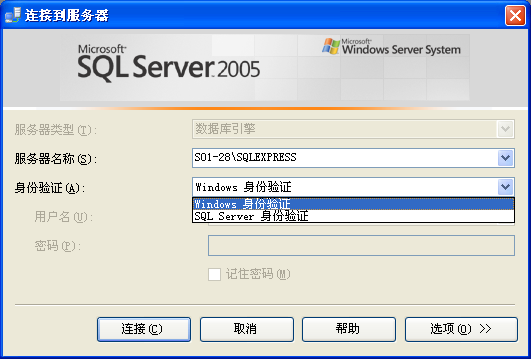 连接到服务器
Microsoft
SQL Server 2005
Microsoft
Windows Server System
服务器类型(T):
数据库引擎
服务器名称(S):
S01-28\SQLEXPRESS
身份验证(A):
Windows 身份验证
Windows 身份验证
SQL Server 身份验证
用户名(U):
密码(P):
记住密码(M)
连接(C)
取消
帮助
选项(O) >>